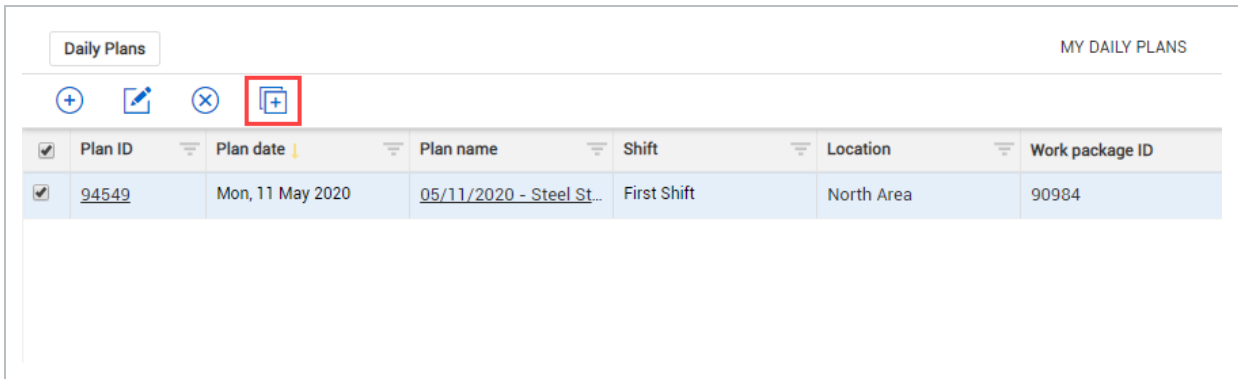 Daily Plans MY DAILY PLANS
Plan ID Plan date Plan name Shift Location Work package ID
94549 Mon, 11 May 2020 05/11/2020 - Steel St... First Shift North Area 90984